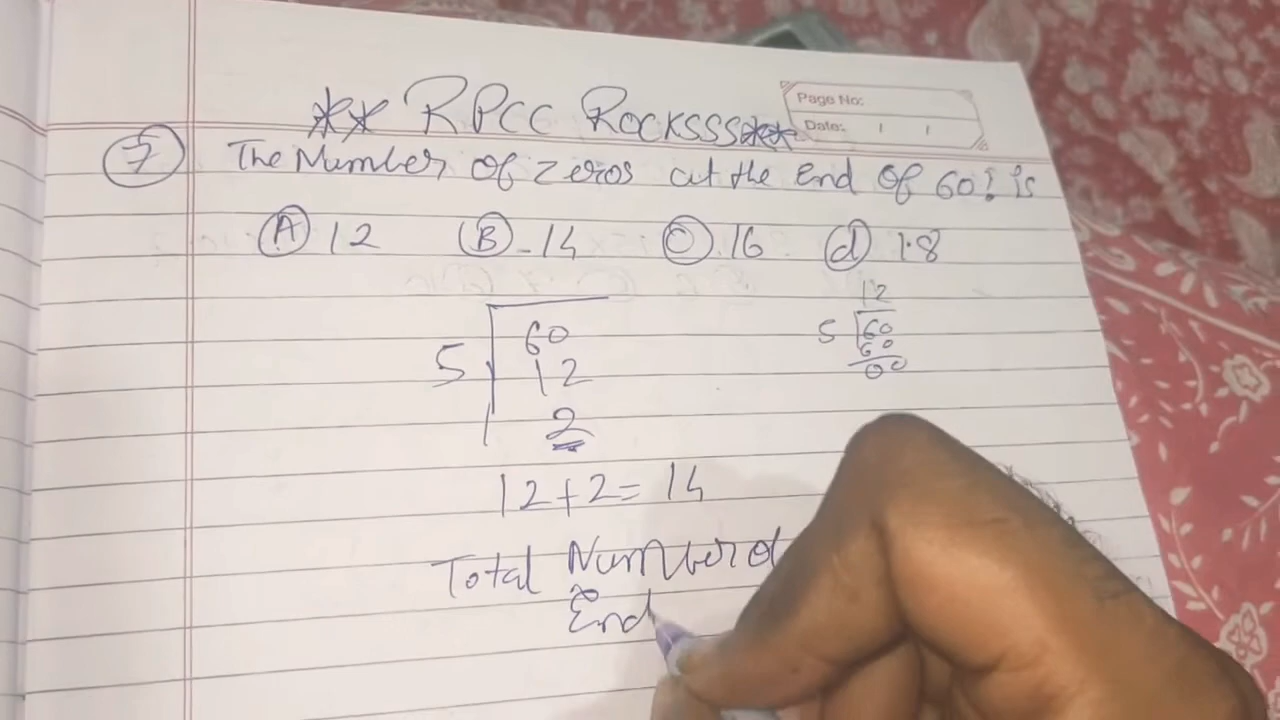 ** RPCC ROCKSSS**
Page No:
Date: / /
5 The Number Of Zeros at the End Of 60! is
(A) 12 (B) 14 (C) 16 (d) 18
12
5 60
60
00
5 60
12
2
12+2= 14
Total Number of
End